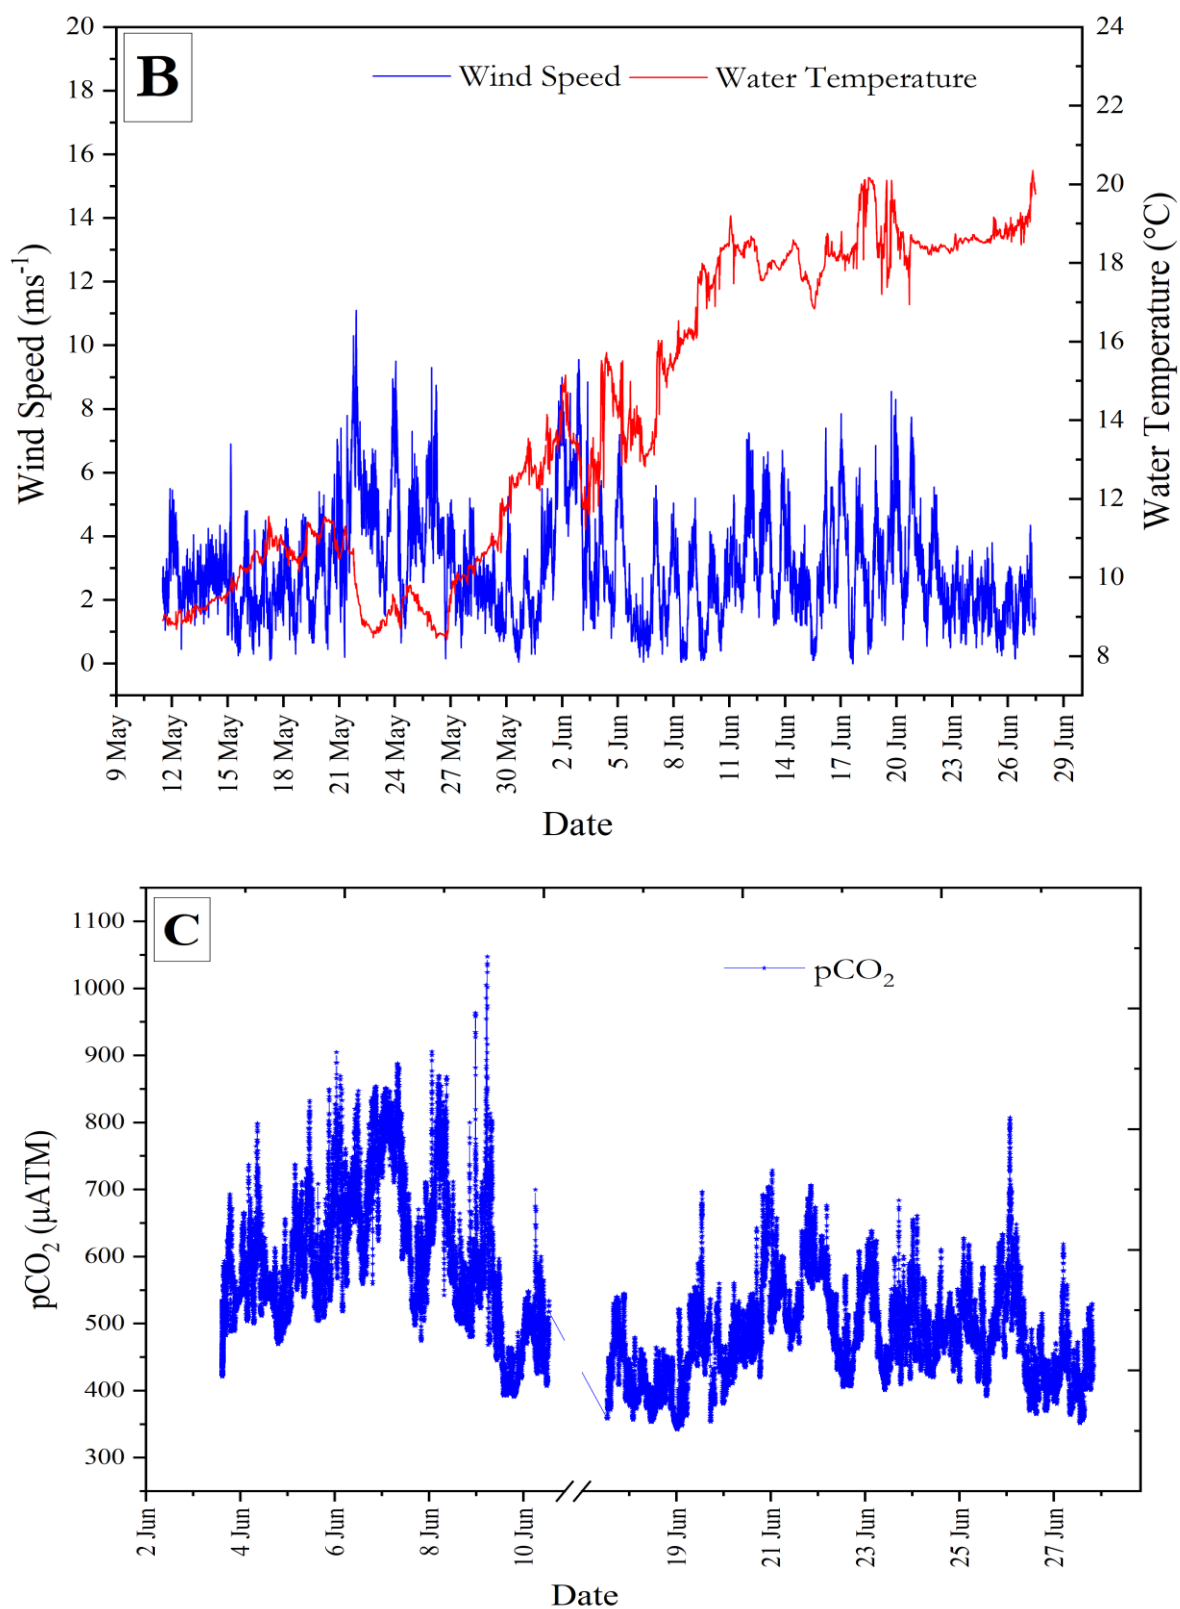 B
Wind Speed
Water Temperature
20
18
16
14
12
10
8
6
4
2
0
Wind Speed (ms⁻¹)
24
22
20
18
16
14
12
10
8
Water Temperature (°C)
9 May
12 May
15 May
18 May
21 May
24 May
27 May
30 May
2 Jun
5 Jun
8 Jun
11 Jun
14 Jun
17 Jun
20 Jun
23 Jun
26 Jun
29 Jun
Date
C
pCO₂
1100
1000
900
800
700
600
500
400
300
pCO₂ (µATM)
2 Jun
4 Jun
6 Jun
8 Jun
10 Jun
19 Jun
21 Jun
23 Jun
25 Jun
27 Jun
Date